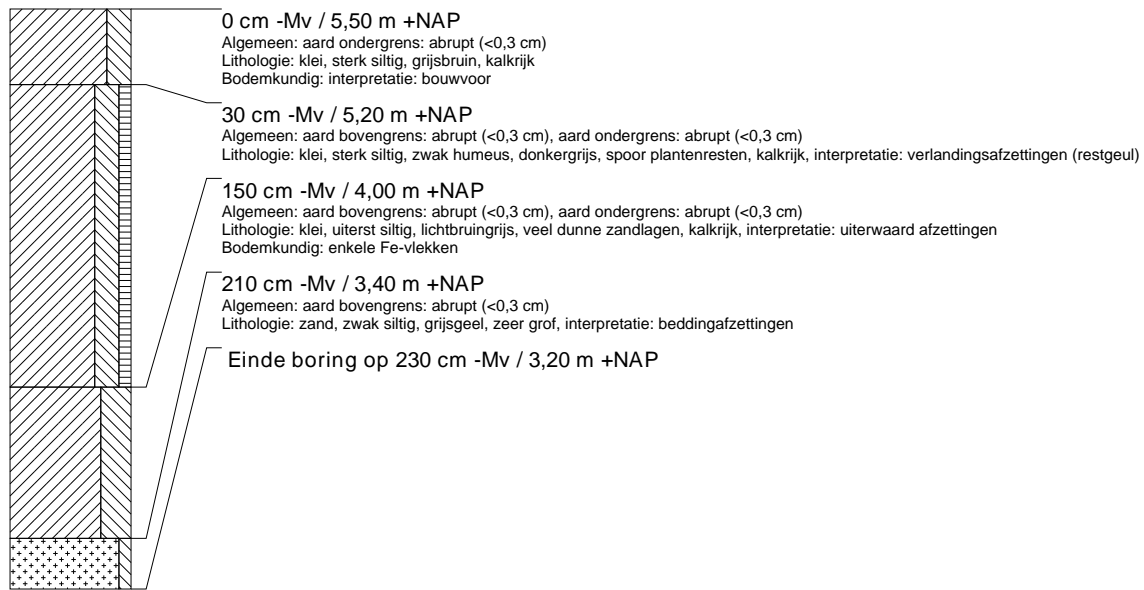 0 cm -Mv / 5,50 m +NAP
Algemeen: aard ondergrens: abrupt (<0,3 cm)
Lithologie: klei, sterk siltig, grijsbruin, kalkrijk
Bodemkundig: interpretatie: bouwvoor
30 cm -Mv / 5,20 m +NAP
Algemeen: aard bovengrens: abrupt (<0,3 cm), aard ondergrens: abrupt (<0,3 cm)
Lithologie: klei, sterk siltig, zwak humeus, donkergrijs, spoor plantenresten, kalkrijk, interpretatie: verlandingsafzettingen (restgeul)
150 cm -Mv / 4,00 m +NAP
Algemeen: aard bovengrens: abrupt (<0,3 cm), aard ondergrens: abrupt (<0,3 cm)
Lithologie: klei, uiterst siltig, lichtbruingrijs, veel dunne zandlagen, kalkrijk, interpretatie: uiterwaard afzettingen
Bodemkundig: enkele Fe-vlekken
210 cm -Mv / 3,40 m +NAP
Algemeen: aard bovengrens: abrupt (<0,3 cm)
Lithologie: zand, zwak siltig, grijsgeel, zeer grof, interpretatie: beddingafzettingen
Einde boring op 230 cm -Mv / 3,20 m +NAP